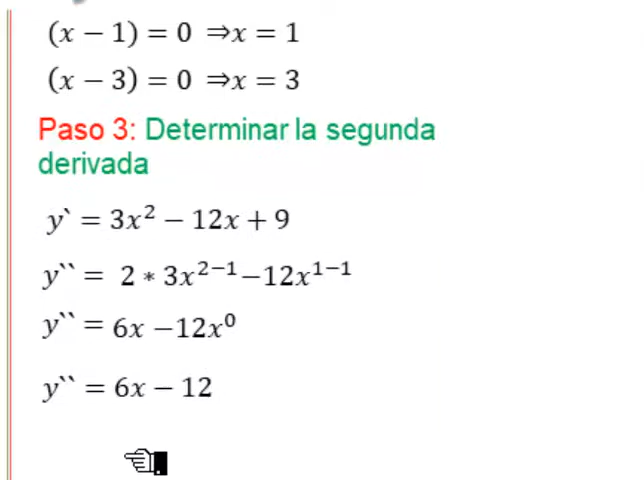 (x − 1) = 0 ⇒x = 1
(x − 3) = 0 ⇒x = 3
Paso 3: Determinar la segunda
derivada
y` = 3x² − 12x + 9
y`` = 2 ∗ 3x²⁻¹−12x¹⁻¹
y`` = 6x −12x⁰
y`` = 6x − 12